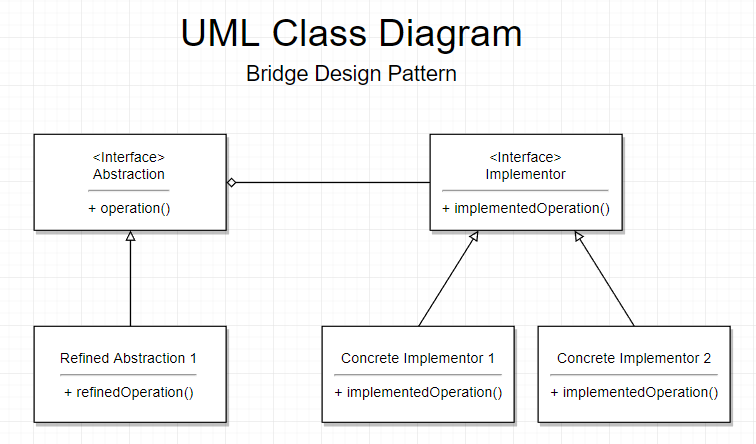 UML Class Diagram
Bridge Design Pattern
<Interface>
Abstraction
+ operation()
<Interface>
Implementor
+ implementedOperation()
Refined Abstraction 1
+ refinedOperation()
Concrete Implementor 1
+ implementedOperation()
Concrete Implementor 2
+ implementedOperation()